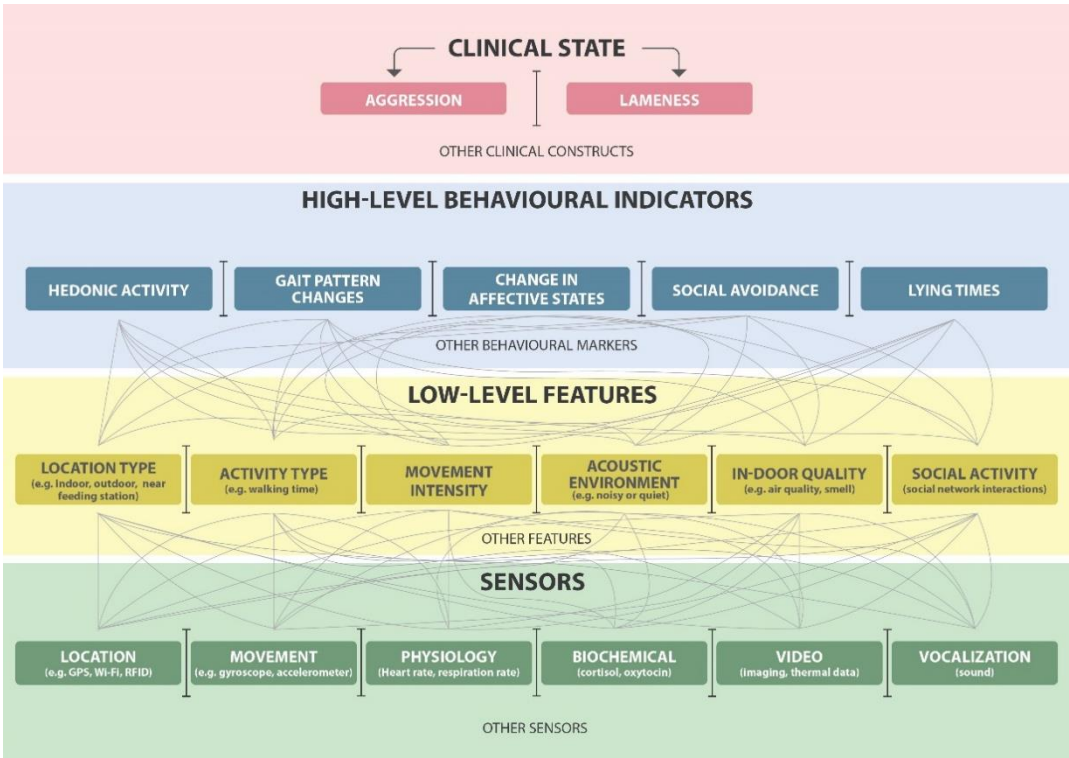 CLINICAL STATE
AGGRESSION
LAMENESS
OTHER CLINICAL CONSTRUCTS
HIGH-LEVEL BEHAVIOURAL INDICATORS
HEDONIC ACTIVITY
GAIT PATTERN
CHANGES
CHANGE IN
AFFECTIVE STATES
SOCIAL AVOIDANCE
LYING TIMES
OTHER BEHAVIOURAL MARKERS
LOW-LEVEL FEATURES
LOCATION TYPE
(e.g. Indoor, outdoor, near
feeding station)
ACTIVITY TYPE
(e.g. walking time)
MOVEMENT
INTENSITY
ACOUSTIC
ENVIRONMENT
(e.g. noisy or quiet)
IN-DOOR QUALITY
(e.g. air quality, smell)
SOCIAL ACTIVITY
(social network interactions)
OTHER FEATURES
SENSORS
LOCATION
(e.g. GPS, Wi-Fi, RFID)
MOVEMENT
(e.g. gyroscope, accelerometer)
PHYSIOLOGY
(Heart rate, respiration rate)
BIOCHEMICAL
(cortisol, oxytocin)
VIDEO
(imaging, thermal data)
VOCALIZATION
(sound)
OTHER SENSORS